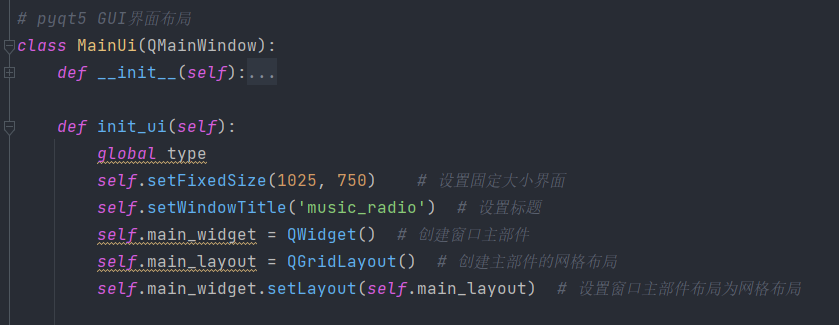 # pyqt5 GUI界面布局
class MainUi(QMainWindow):
def __init__(self):...
def init_ui(self):
global type
self.setFixedSize(1025, 750)    # 设置固定大小界面
self.setWindowTitle('music_radio')  # 设置标题
self.main_widget = QWidget()  # 创建窗口主部件
self.main_layout = QGridLayout()  # 创建主部件的网格布局
self.main_widget.setLayout(self.main_layout)  # 设置窗口主部件布局为网格布局